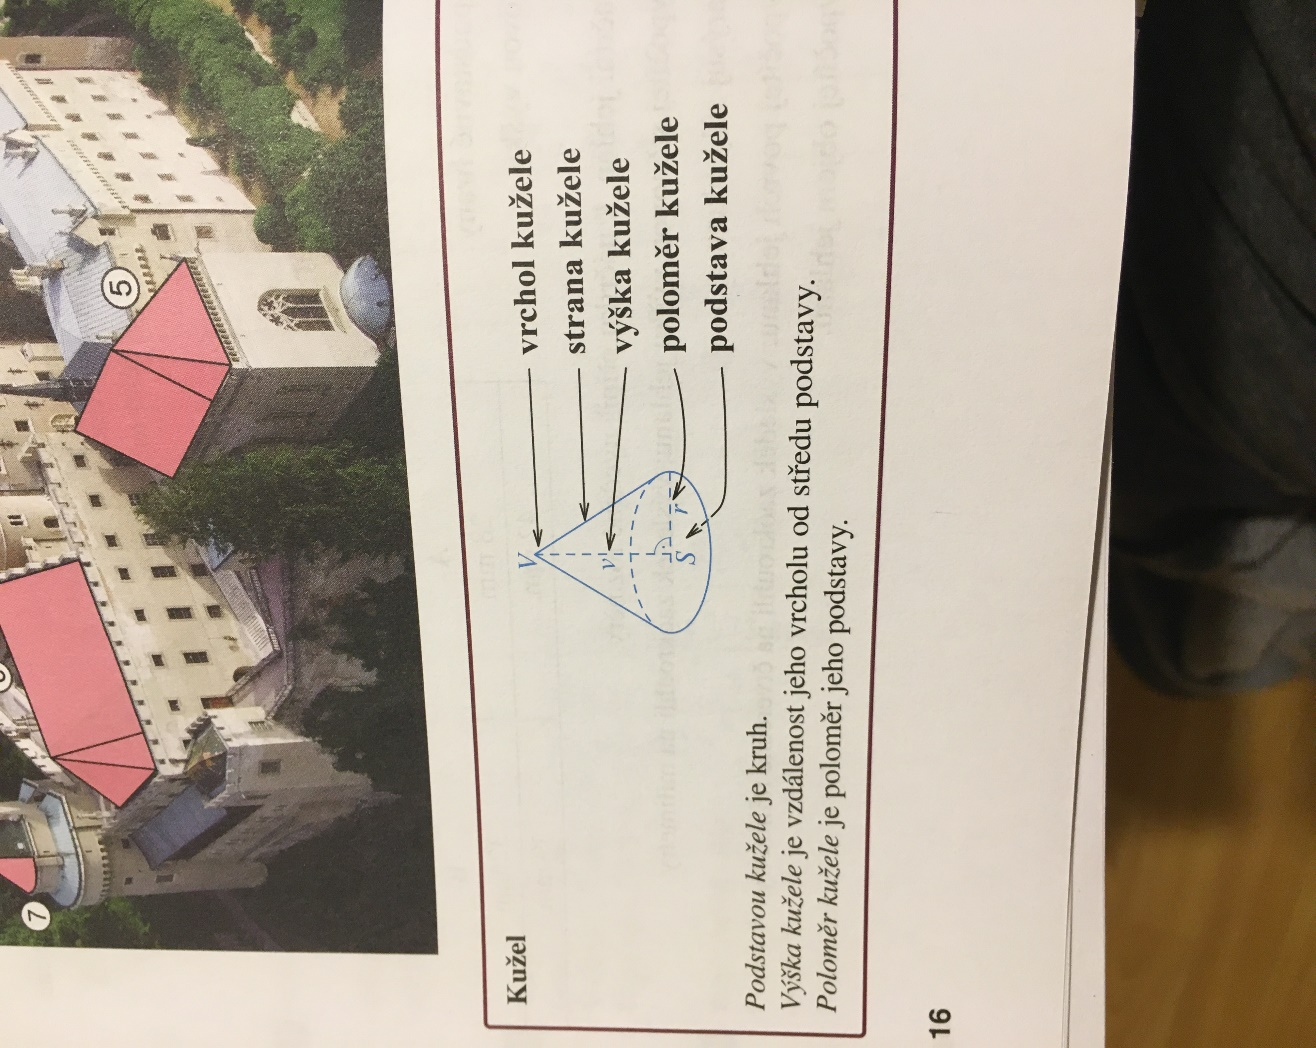 5
7
Kužel
vrchol kužele
strana kužele
výška kužele
poloměr kužele
podstava kužele
V
v
S
r
Podstavou kužele je kruh.
Výška kužele je vzdálenost jeho vrcholu od středu podstavy.
Poloměr kužele je poloměr jeho podstavy.
16